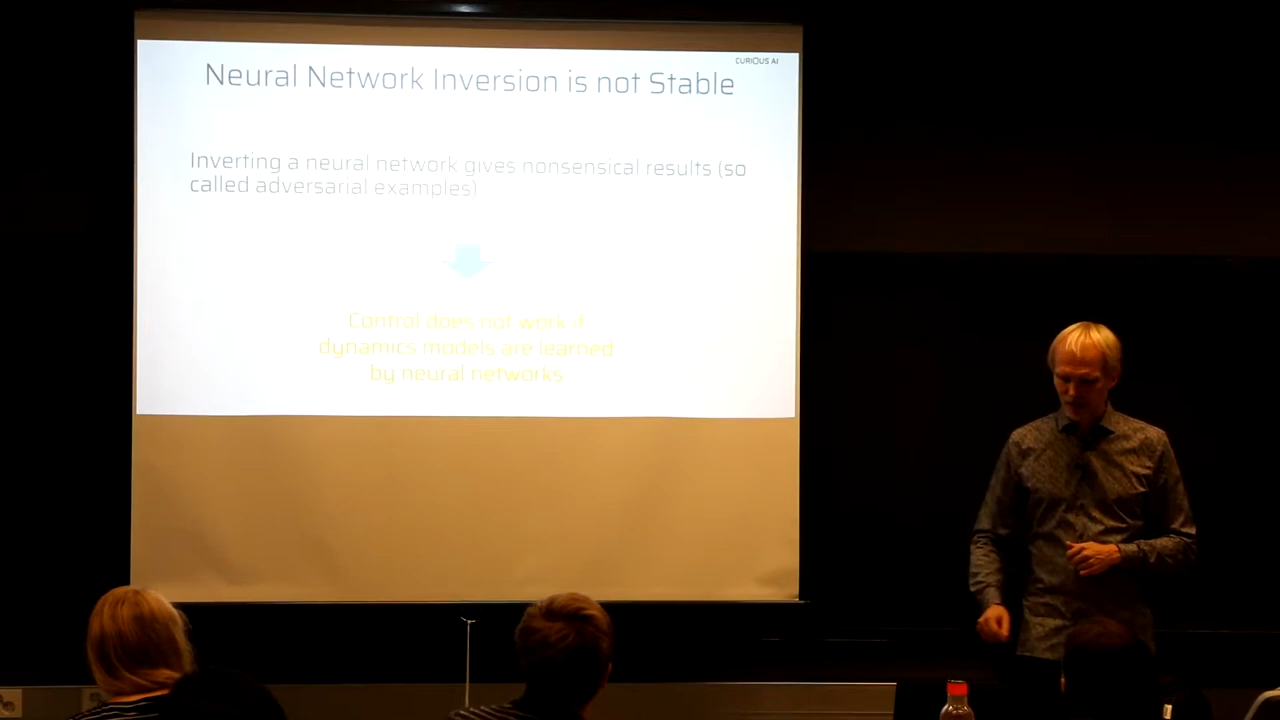 CURIOUS AI
Neural Network Inversion is not Stable
Inverting a neural network gives nonsensical results (so
called adversarial examples)
Control does not work if
dynamics models are learned
by neural networks